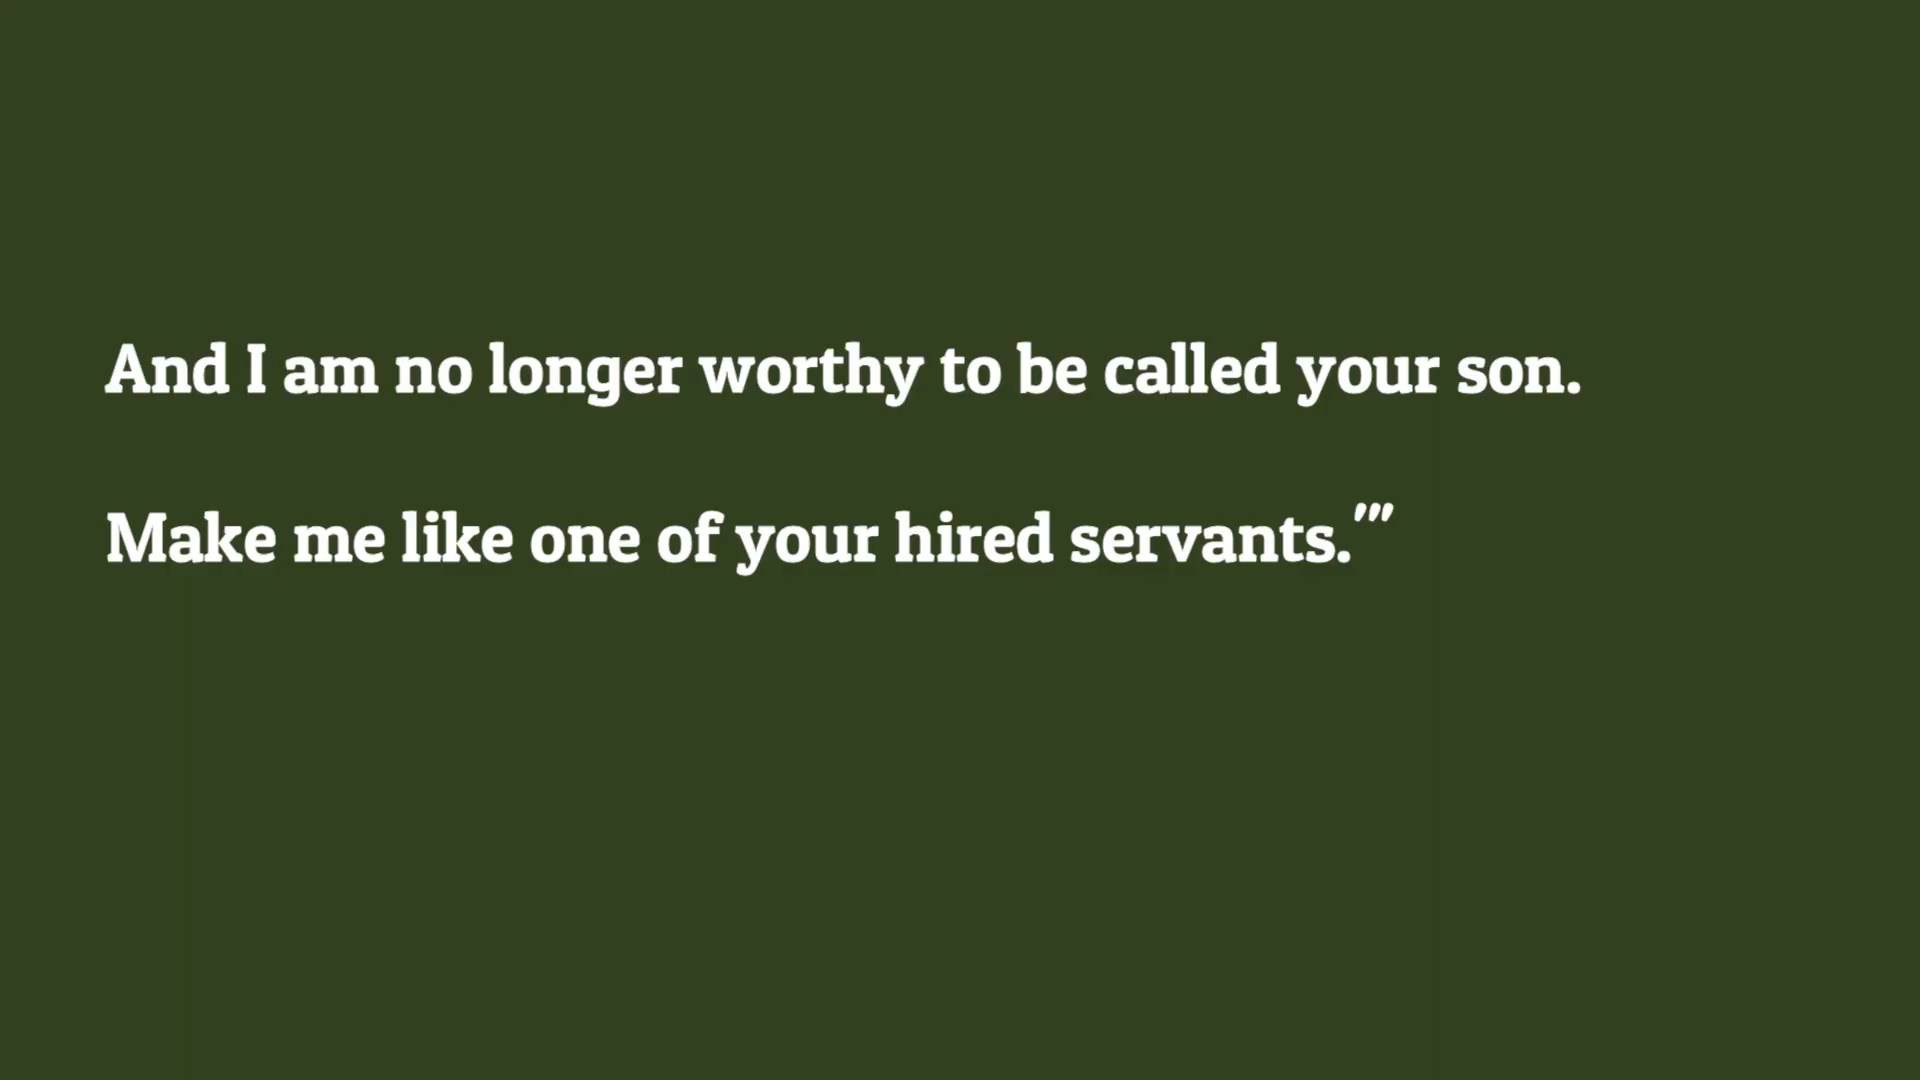 And I am no longer worthy to be called your son.
Make me like one of your hired servants.'"